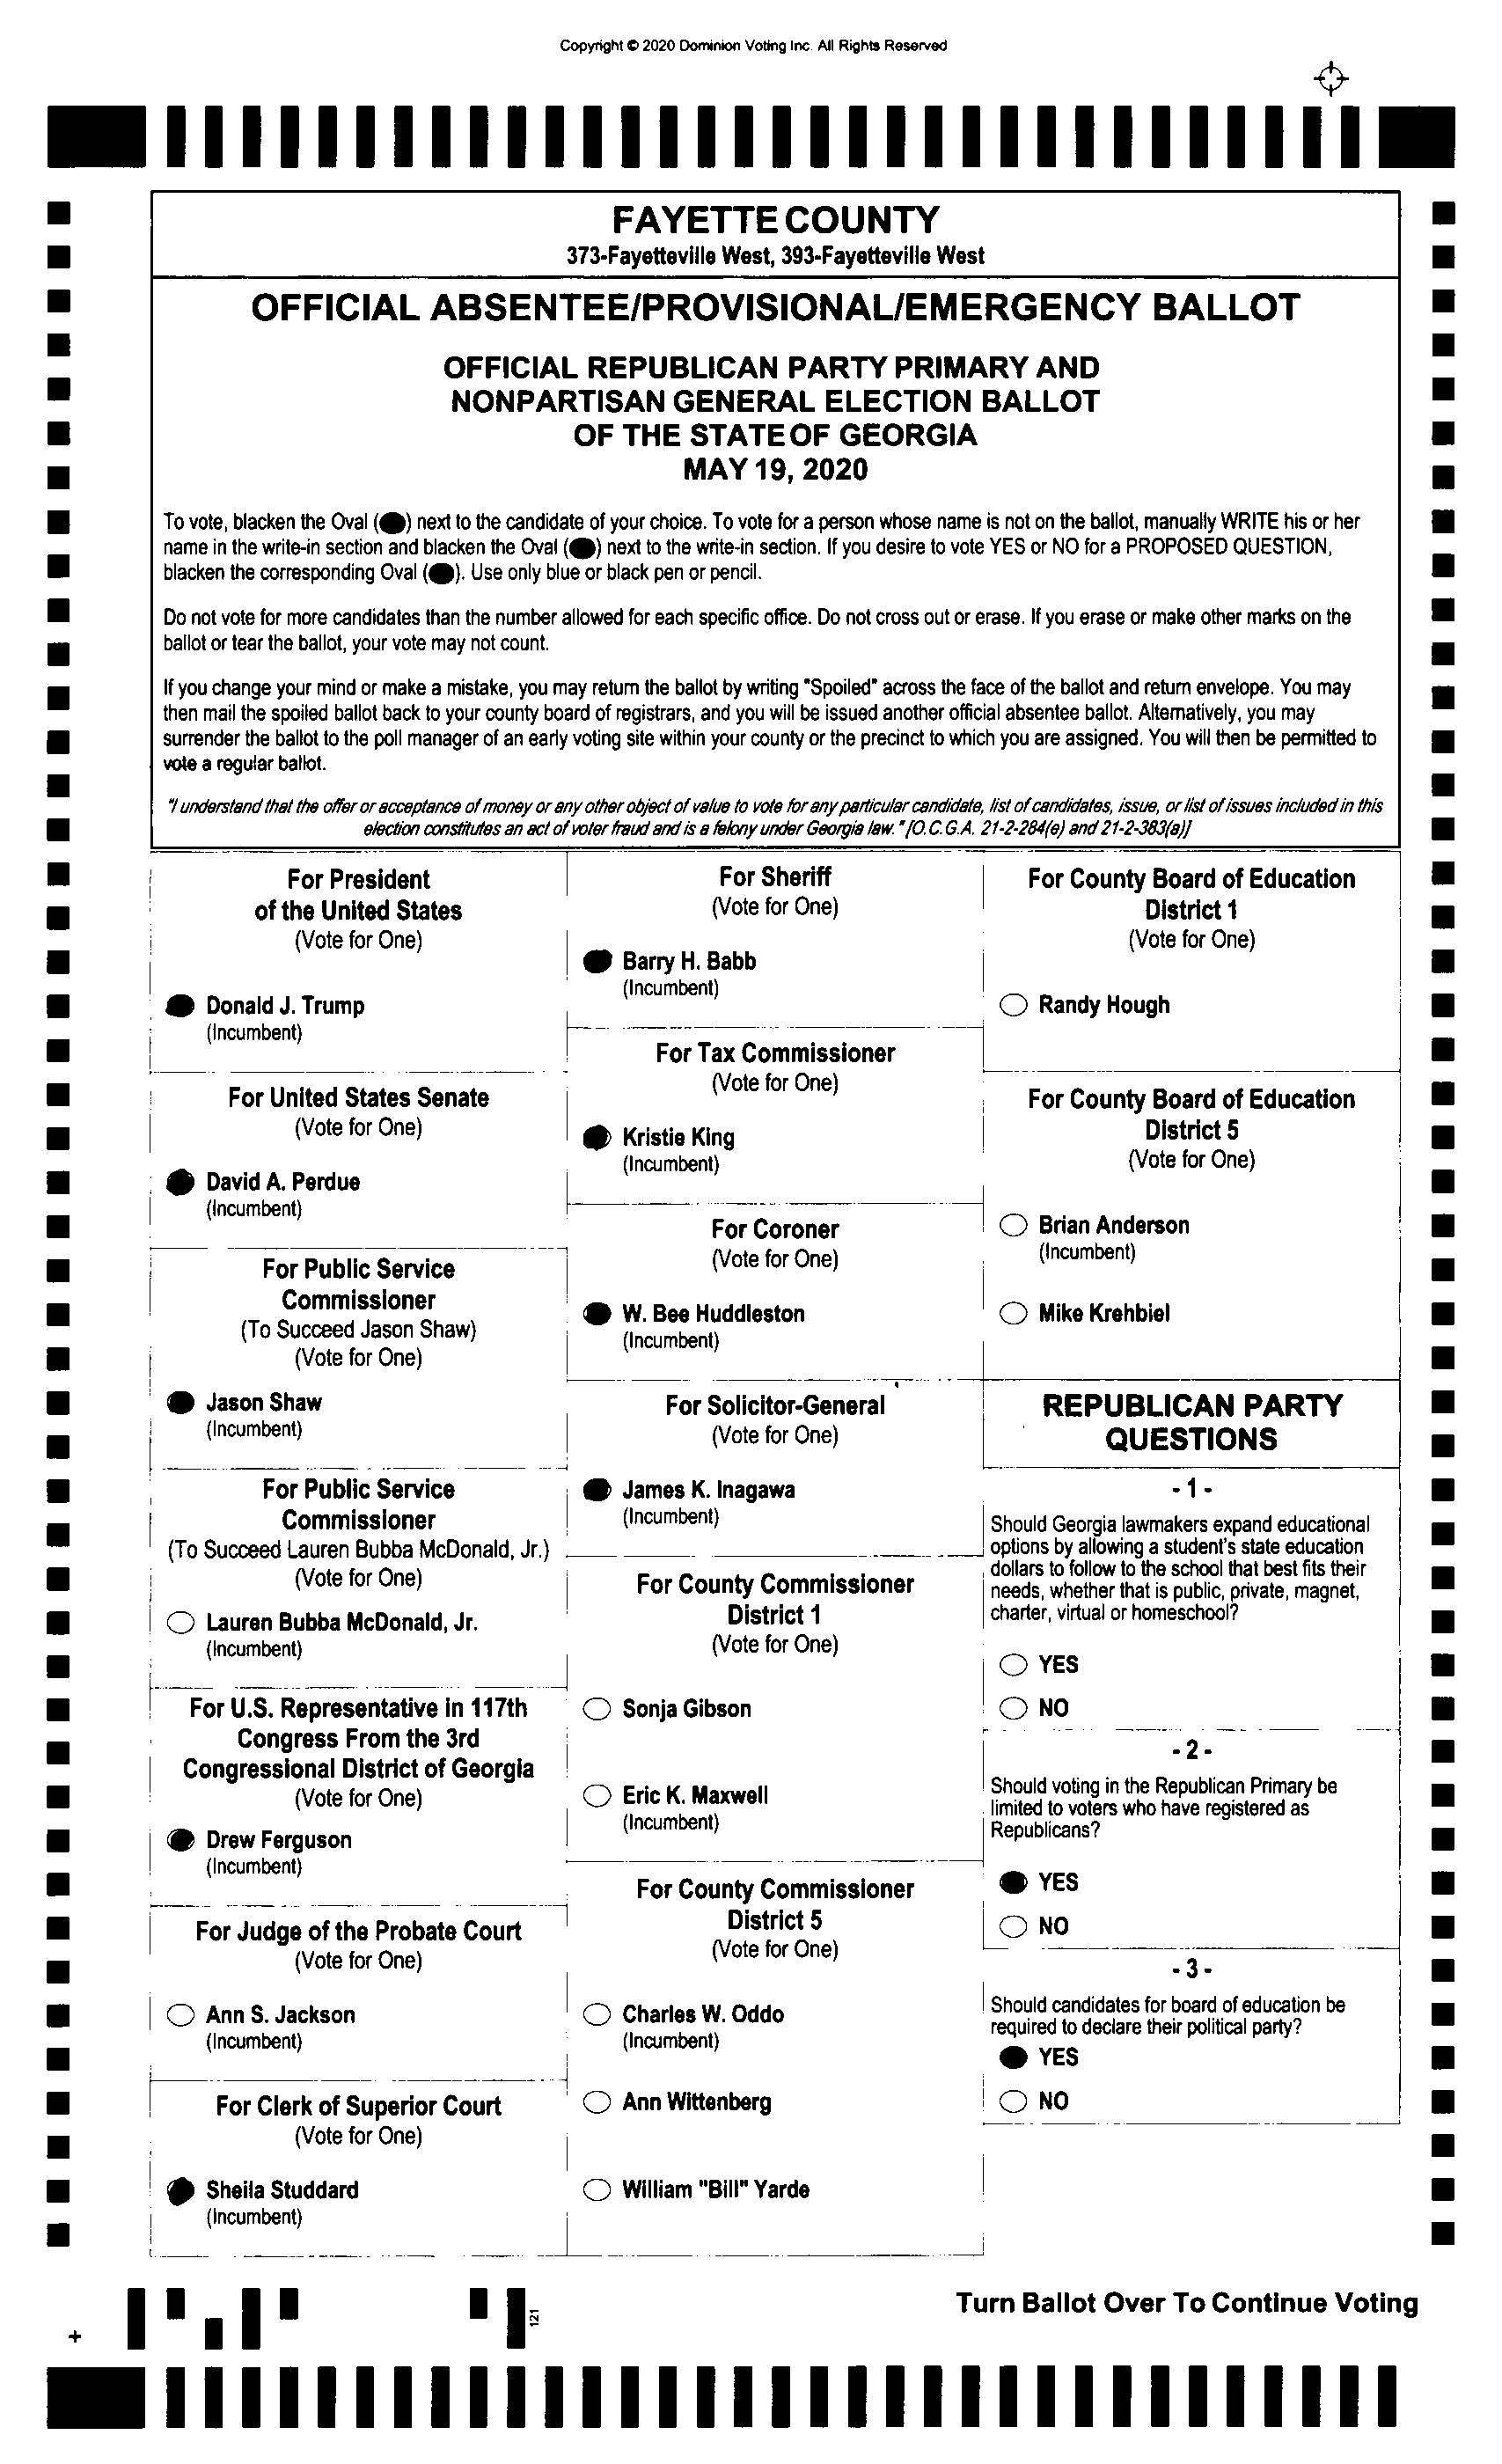 Copyright © 2020 Dominion Voting Inc. All Rights Reserved
FAYETTE COUNTY
373-Fayetteville West, 393-Fayetteville West
OFFICIAL ABSENTEE/PROVISIONAL/EMERGENCY BALLOT
OFFICIAL REPUBLICAN PARTY PRIMARY AND
NONPARTISAN GENERAL ELECTION BALLOT
OF THE STATE OF GEORGIA
MAY 19, 2020
To vote, blacken the Oval ( ) next to the candidate of your choice. To vote for a person whose name is not on the ballot, manually WRITE his or her
name in the write-in section and blacken the Oval ( ) next to the write-in section. If you desire to vote YES or NO for a PROPOSED QUESTION,
blacken the corresponding Oval ( ). Use only blue or black pen or pencil.
Do not vote for more candidates than the number allowed for each specific office. Do not cross out or erase. If you erase or make other marks on the
ballot or tear the ballot, your vote may not count.
If you change your mind or make a mistake, you may return the ballot by writing "Spoiled" across the face of the ballot and return envelope. You may
then mail the spoiled ballot back to your county board of registrars, and you will be issued another official absentee ballot. Alternatively, you may
surrender the ballot to the poll manager of an early voting site within your county or the precinct to which you are assigned. You will then be permitted to
vote a regular ballot.
"I understand that the offer or acceptance of money or any other object of value to vote for any particular candidate, list of candidates, issue, or list of issues included in this
election constitutes an act of voter fraud and is a felony under Georgia law." [O.C.G.A. 21-2-284(e) and 21-2-383(a)]
For President
of the United States
(Vote for One)
Donald J. Trump
(Incumbent)
For United States Senate
(Vote for One)
David A. Perdue
(Incumbent)
For Public Service
Commissioner
(To Succeed Jason Shaw)
(Vote for One)
Jason Shaw
(Incumbent)
For Public Service
Commissioner
(To Succeed Lauren Bubba McDonald, Jr.)
(Vote for One)
Lauren Bubba McDonald, Jr.
(Incumbent)
For U.S. Representative in 117th
Congress From the 3rd
Congressional District of Georgia
(Vote for One)
Drew Ferguson
(Incumbent)
For Judge of the Probate Court
(Vote for One)
Ann S. Jackson
(Incumbent)
For Clerk of Superior Court
(Vote for One)
Sheila Studdard
(Incumbent)
For Sheriff
(Vote for One)
Barry H. Babb
(Incumbent)
For Tax Commissioner
(Vote for One)
Kristie King
(Incumbent)
For Coroner
(Vote for One)
W. Bee Huddleston
(Incumbent)
For Solicitor-General
(Vote for One)
James K. Inagawa
(Incumbent)
For County Commissioner
District 1
(Vote for One)
Sonja Gibson
Eric K. Maxwell
(Incumbent)
For County Commissioner
District 5
(Vote for One)
Charles W. Oddo
(Incumbent)
Ann Wittenberg
William "Bill" Yarde
For County Board of Education
District 1
(Vote for One)
Randy Hough
For County Board of Education
District 5
(Vote for One)
Brian Anderson
(Incumbent)
Mike Krehbiel
REPUBLICAN PARTY
QUESTIONS
- 1 -
Should Georgia lawmakers expand educational
options by allowing a student's state education
dollars to follow to the school that best fits their
needs, whether that is public, private, magnet,
charter, virtual or homeschool?
YES
NO
- 2 -
Should voting in the Republican Primary be
limited to voters who have registered as
Republicans?
YES
NO
- 3 -
Should candidates for board of education be
required to declare their political party?
YES
NO
121
Turn Ballot Over To Continue Voting
+